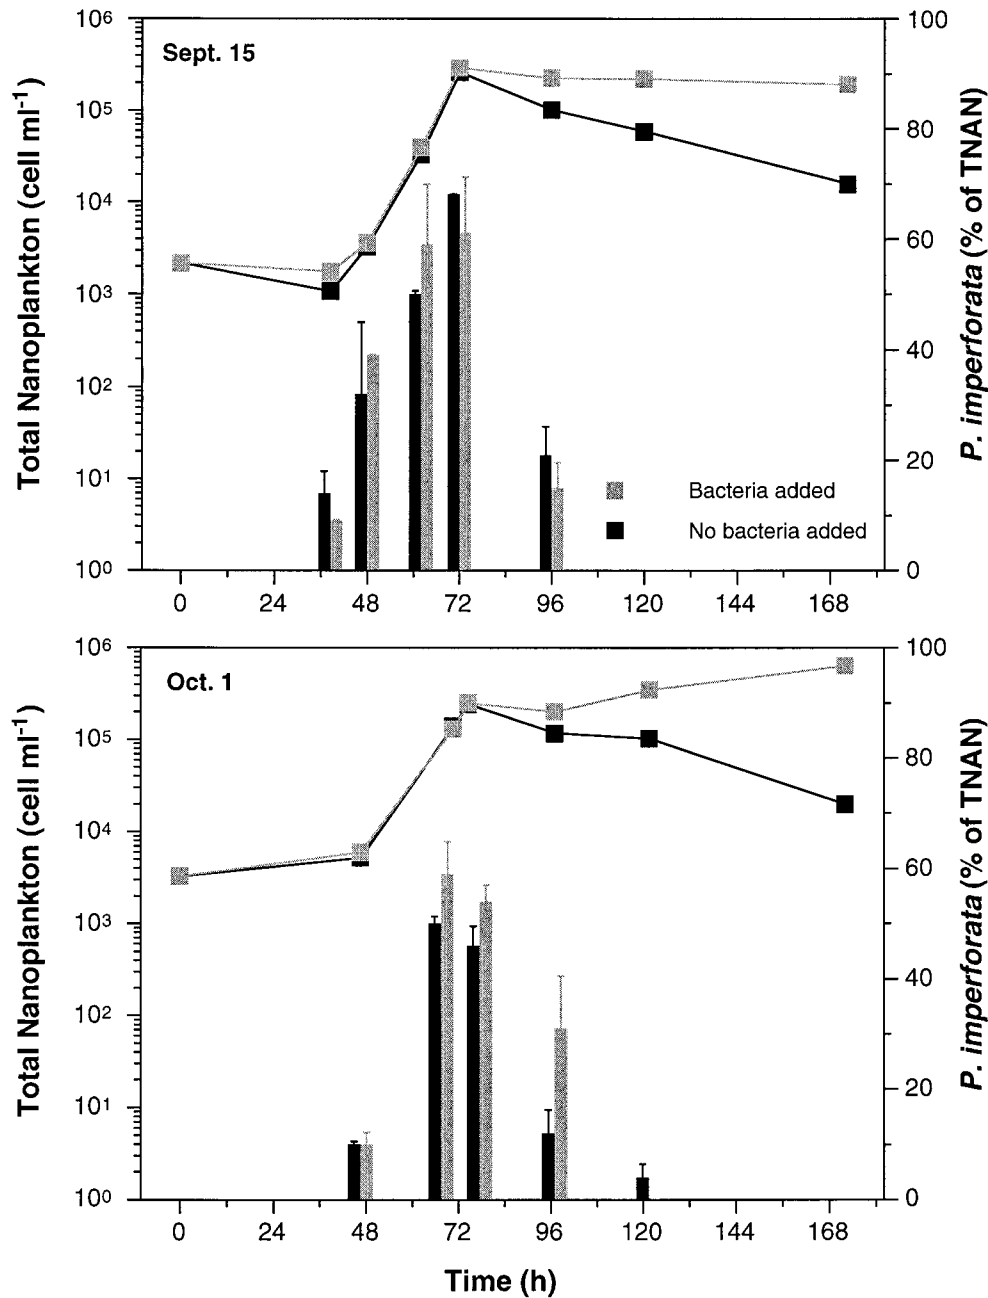 Sept. 15
Total Nanoplankton (cell ml⁻¹)
10⁶
10⁵
10⁴
10³
10²
10¹
10⁰
100
80
60
40
20
0
P. imperforata (% of TNAN)
Bacteria added
No bacteria added
0 24 48 72 96 120 144 168
Oct. 1
Total Nanoplankton (cell ml⁻¹)
10⁶
10⁵
10⁴
10³
10²
10¹
10⁰
100
80
60
40
20
0
P. imperforata (% of TNAN)
0 24 48 72 96 120 144 168
Time (h)